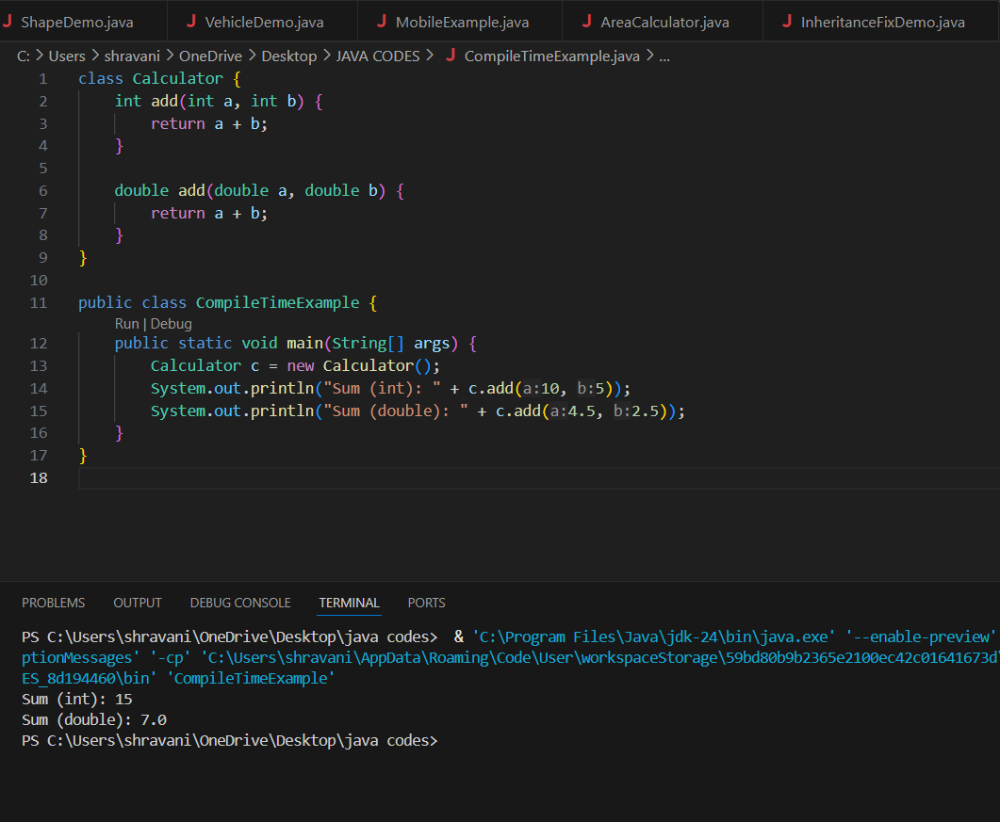 ShapeDemo.java VehicleDemo.java MobileExample.java AreaCalculator.java InheritanceFixDemo.java
C: > Users > shravani > OneDrive > Desktop > JAVA CODES > CompileTimeExample.java > ...
1 class Calculator {
2 int add(int a, int b) {
3 return a + b;
4 }
5
6 double add(double a, double b) {
7 return a + b;
8 }
9 }
10
11 public class CompileTimeExample {
Run | Debug
12 public static void main(String[] args) {
13 Calculator c = new Calculator();
14 System.out.println("Sum (int): " + c.add(a:10, b:5));
15 System.out.println("Sum (double): " + c.add(a:4.5, b:2.5));
16 }
17 }
18
PROBLEMS OUTPUT DEBUG CONSOLE TERMINAL PORTS
PS C:\Users\shravani\OneDrive\Desktop\java codes> & 'C:\Program Files\Java\jdk-24\bin\java.exe' '--enable-preview'
ptionMessages' '-cp' 'C:\Users\shravani\AppData\Roaming\Code\User\workspaceStorage\59bd80b9b2365e2100ec42c01641673d\
ES_8d194460\bin' 'CompileTimeExample'
Sum (int): 15
Sum (double): 7.0
PS C:\Users\shravani\OneDrive\Desktop\java codes>